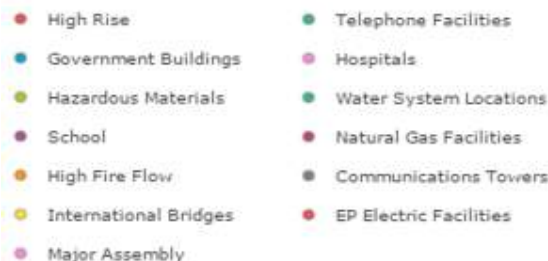 High Rise
Government Buildings
Hazardous Materials
School
High Fire Flow
International Bridges
Major Assembly
Telephone Facilities
Hospitals
Water System Locations
Natural Gas Facilities
Communications Towers
EP Electric Facilities